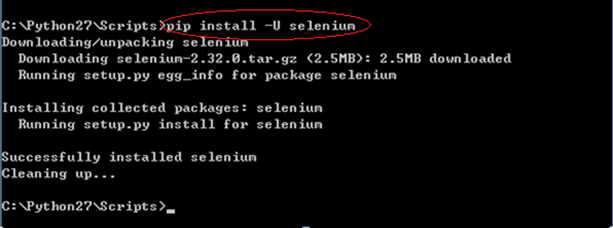 C:\Python27\Scripts>pip install -U selenium
Downloading/unpacking selenium
Downloading selenium-2.32.0.tar.gz (2.5MB): 2.5MB downloaded
Running setup.py egg_info for package selenium
Installing collected packages: selenium
Running setup.py install for selenium
Successfully installed selenium
Cleaning up...
C:\Python27\Scripts>_